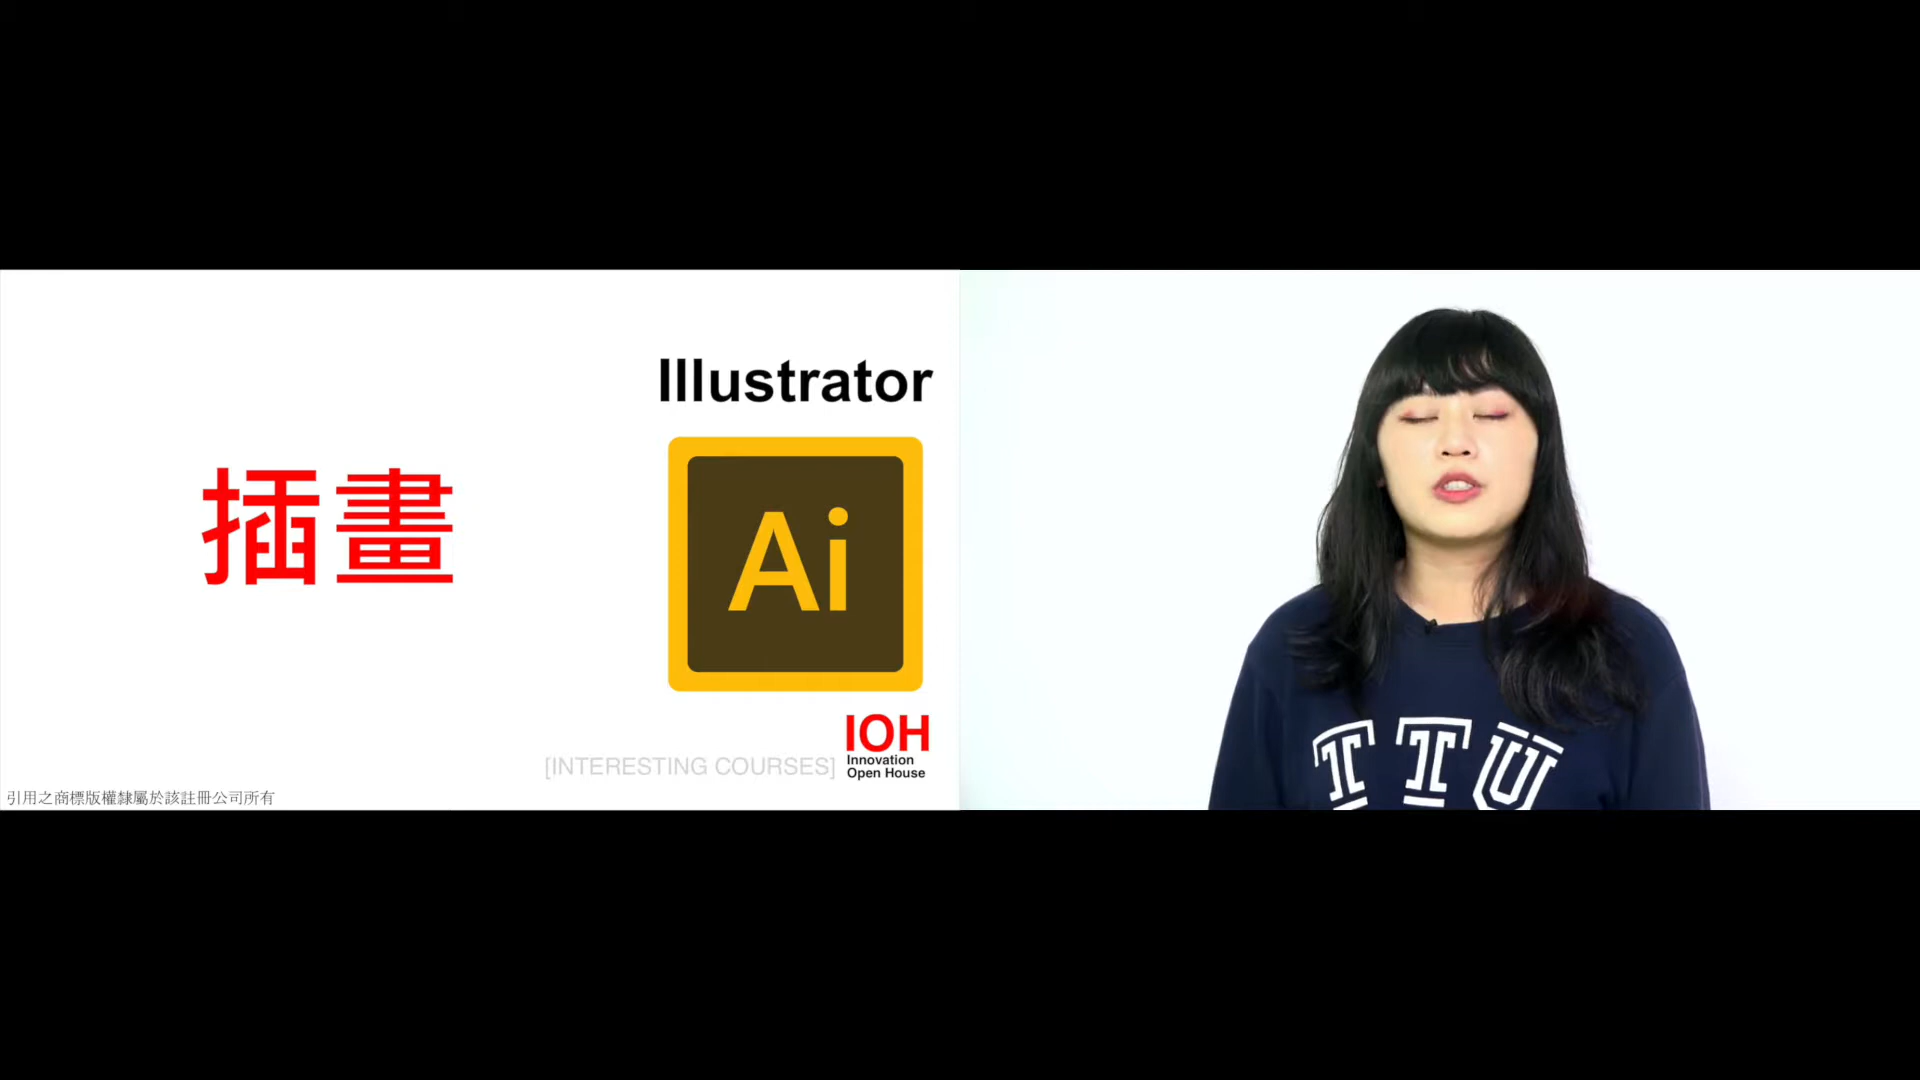 Illustrator
插畫
Ai
IOH
Innovation
Open House
[INTERESTING COURSES]
引用之商標版權隸屬於該註冊公司所有
TTU